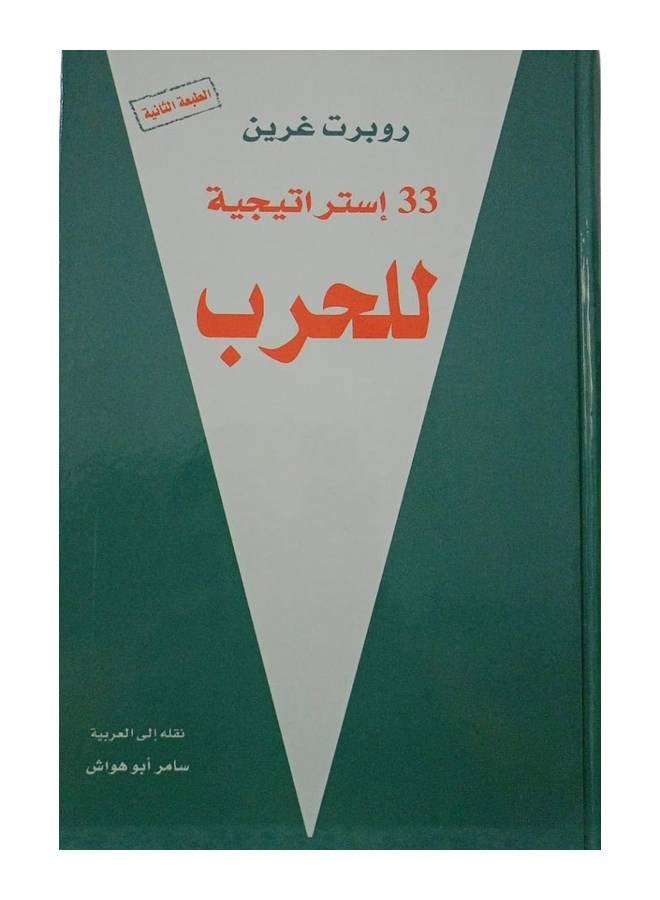 الطبعة الثانية
روبرت غرين
33 إستراتيجية
للحرب
نقله إلى العربية
سامر أبو هواش